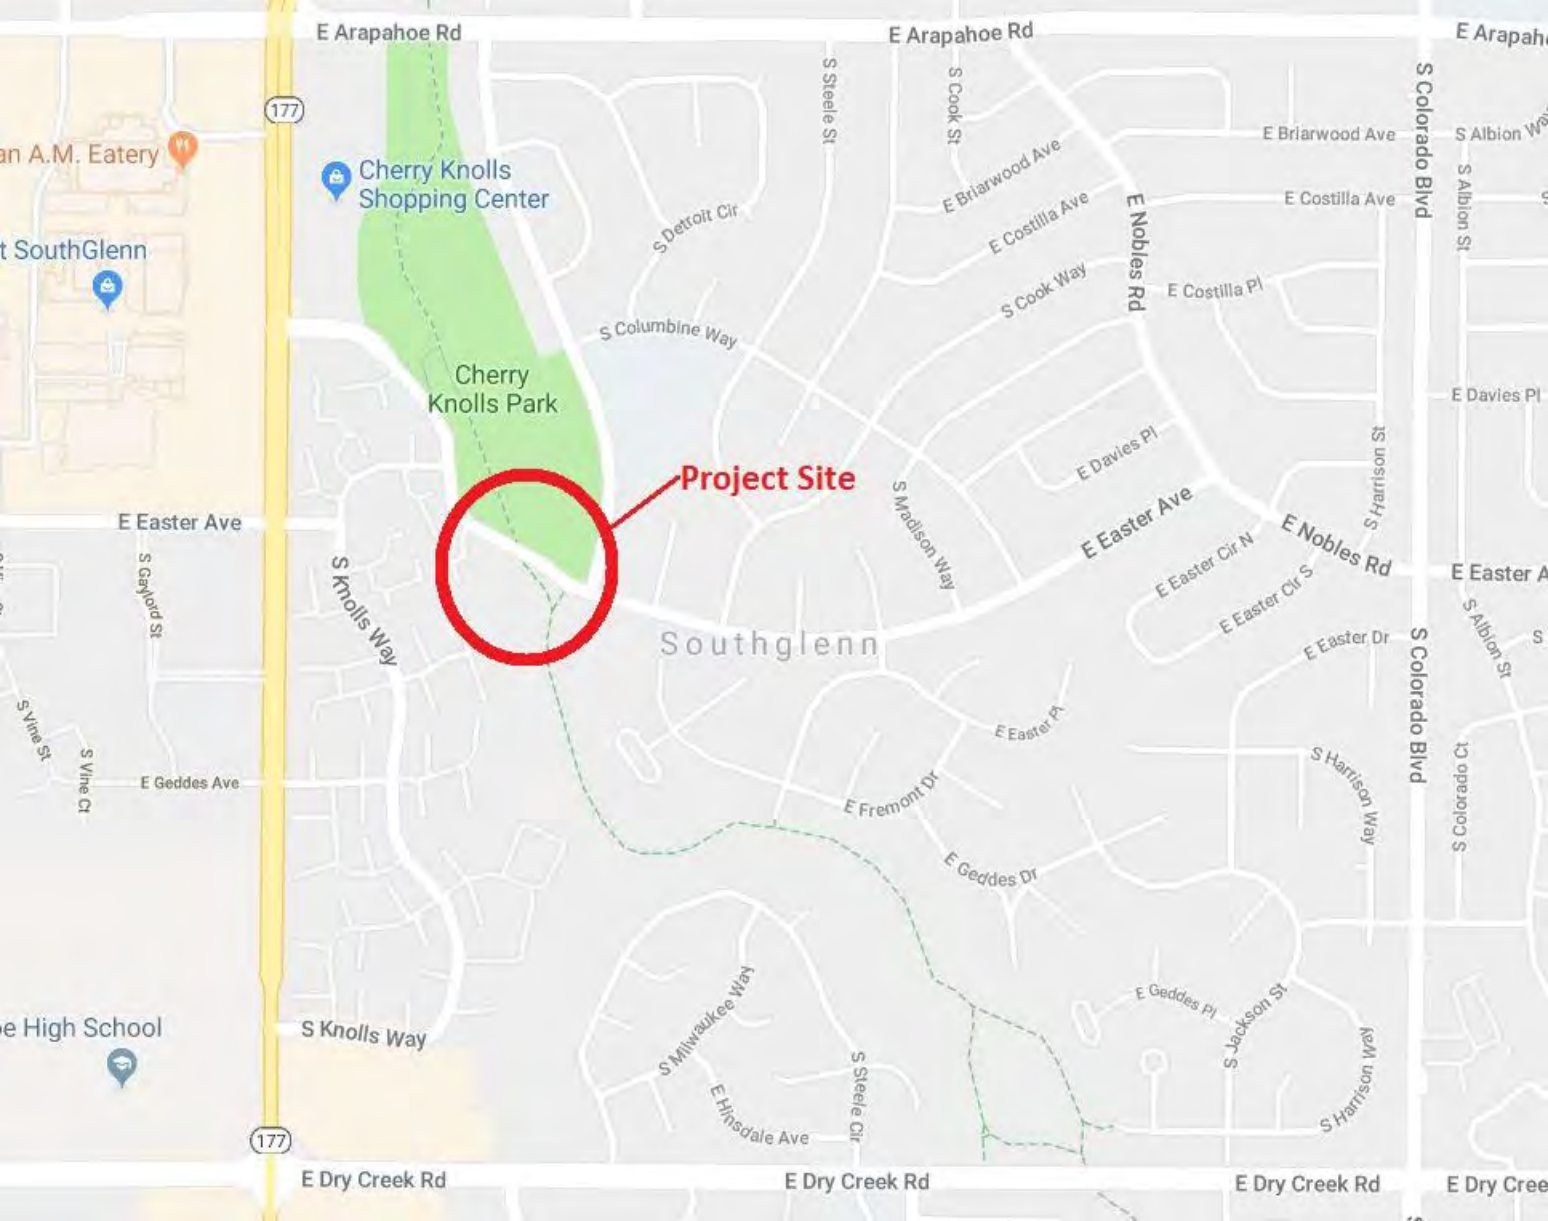 E Arapahoe Rd
E Arapahoe Rd
E Arapah
177
S Steele St
S Cook St
S Colorado Blvd
an A.M. Eatery
Cherry Knolls
Shopping Center
E Briarwood Ave
E Briarwood Ave
S Albion Way
S Albion St
E Costilla Ave
E Costilla Ave
S Detroit Cir
E Nobles Rd
t SouthGlenn
S Cook Way
E Costilla Pl
S Columbine Way
Cherry
Knolls Park
E Davies Pl
E Davies Pl
S Harrison St
Project Site
S Madison Way
E Easter Ave
E Easter Ave
E Nobles Rd
E Easter Cir N
E Easter Cir S
E Easter A
S Gaylord St
S Knolls Way
Southglenn
E Easter Dr
S Albion St
S
S Colorado Blvd
S Vine St
S Vine Ct
E Easter Pl
E Geddes Ave
E Fremont Dr
S Harrison Way
S Colorado Ct
E Geddes Dr
E Geddes Pl
S Jackson St
S Milwaukee Way
e High School
S Knolls Way
S Steele Cir
S Harrison Way
E Hinsdale Ave
177
E Dry Creek Rd
E Dry Creek Rd
E Dry Creek Rd
E Dry Cree